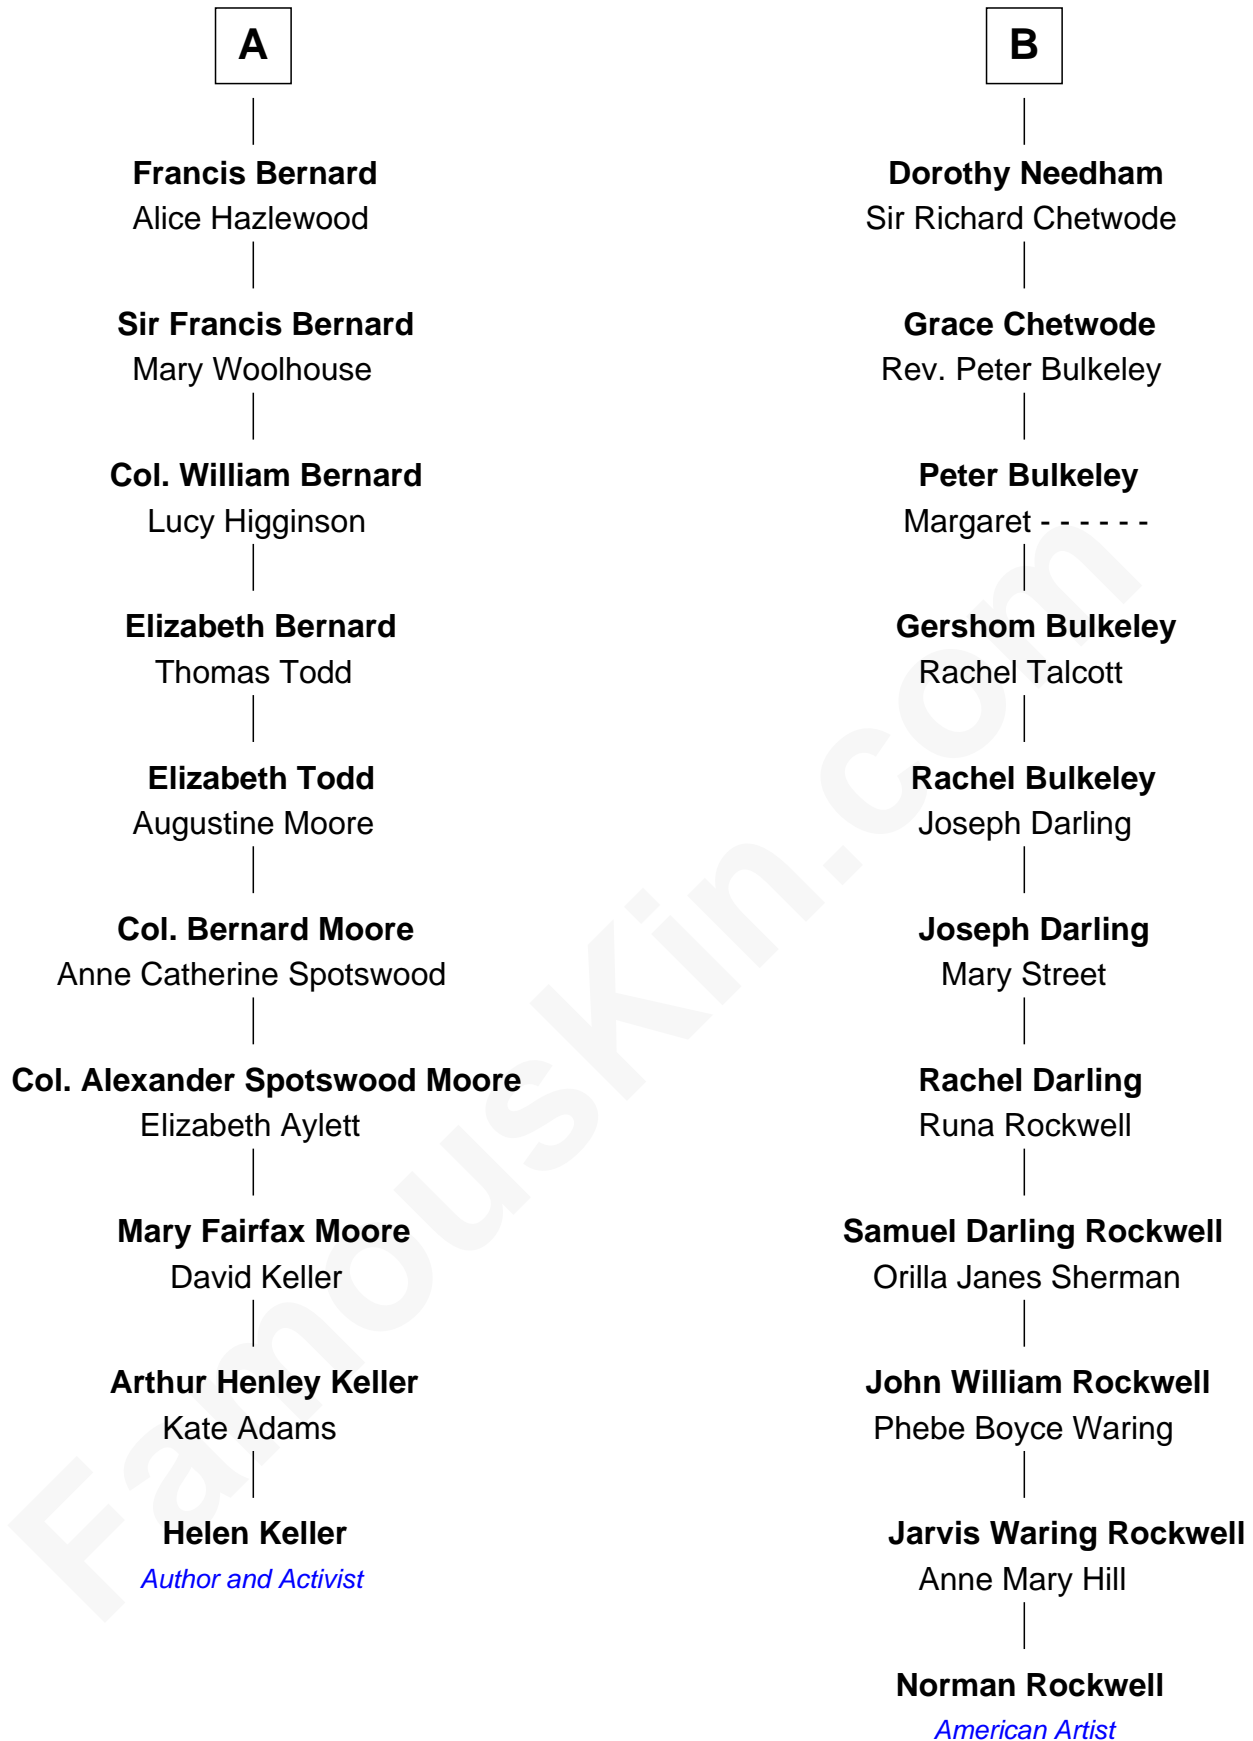 A
Francis Bernard
Alice Hazlewood
Sir Francis Bernard
Mary Woolhouse
Col. William Bernard
Lucy Higginson
Elizabeth Bernard
Thomas Todd
Elizabeth Todd
Augustine Moore
Col. Bernard Moore
Anne Catherine Spotswood
Col. Alexander Spotswood Moore
Elizabeth Aylett
Mary Fairfax Moore
David Keller
Arthur Henley Keller
Kate Adams
Helen Keller
Author and Activist
B
Dorothy Needham
Sir Richard Chetwode
Grace Chetwode
Rev. Peter Bulkeley
Peter Bulkeley
Margaret - - - - - -
Gershom Bulkeley
Rachel Talcott
Rachel Bulkeley
Joseph Darling
Joseph Darling
Mary Street
Rachel Darling
Runa Rockwell
Samuel Darling Rockwell
Orilla Janes Sherman
John William Rockwell
Phebe Boyce Waring
Jarvis Waring Rockwell
Anne Mary Hill
Norman Rockwell
American Artist
FamousKin.com